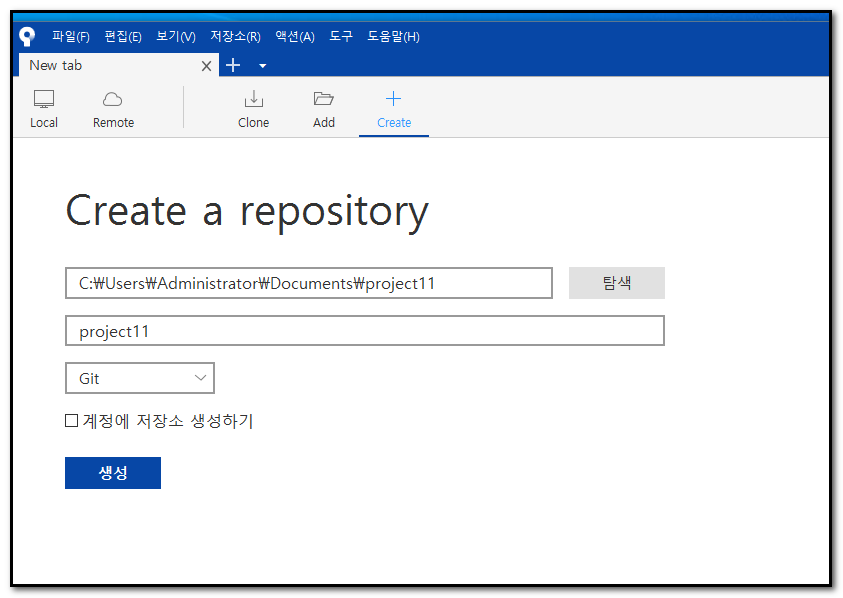 파일(F) 편집(E) 보기(V) 저장소(R) 액션(A) 도구 도움말(H)
New tab
Local Remote Clone Add Create
Create a repository
C:₩Users₩Administrator₩Documents₩project11 탐색
project11
Git
계정에 저장소 생성하기
생성